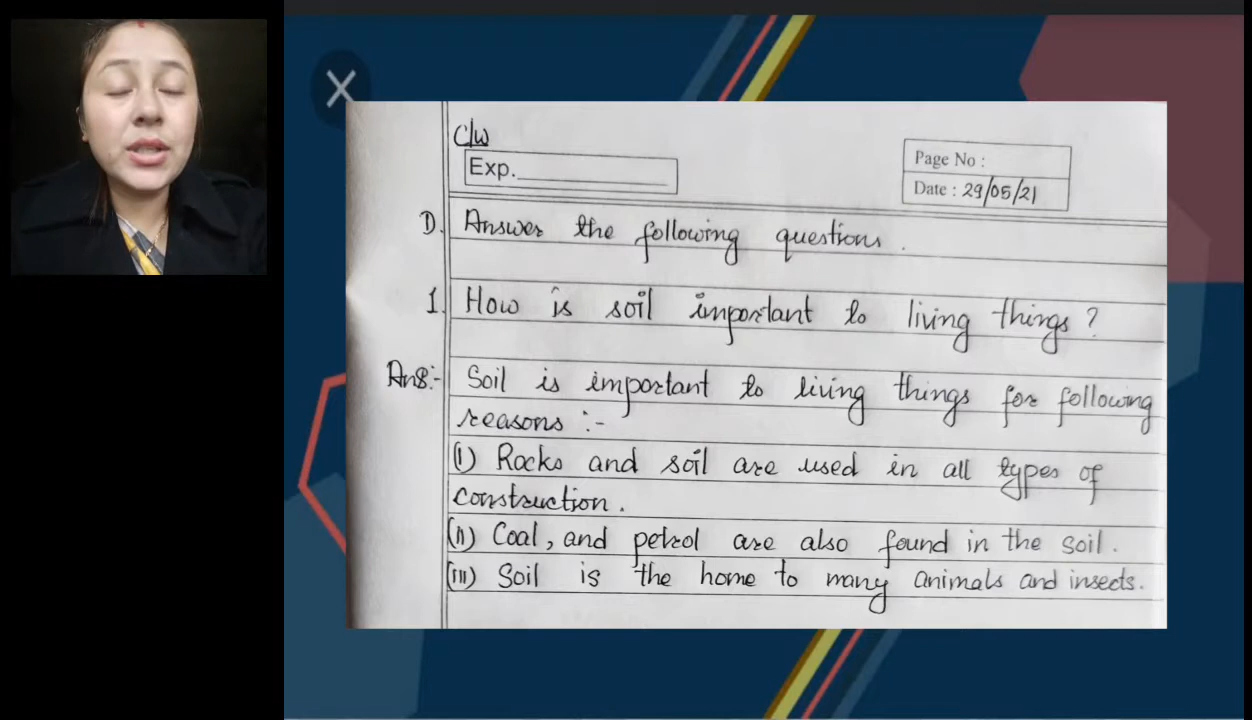 C/W
Exp.
Page No :
Date : 29/05/21
D. Answer the following questions.
1. How is soil important to living things?
Ans:- Soil is important to living things for following
reasons :-
(i) Rocks and soil are used in all types of
construction.
(ii) Coal, and petrol are also found in the soil.
(iii) Soil is the home to many animals and insects.